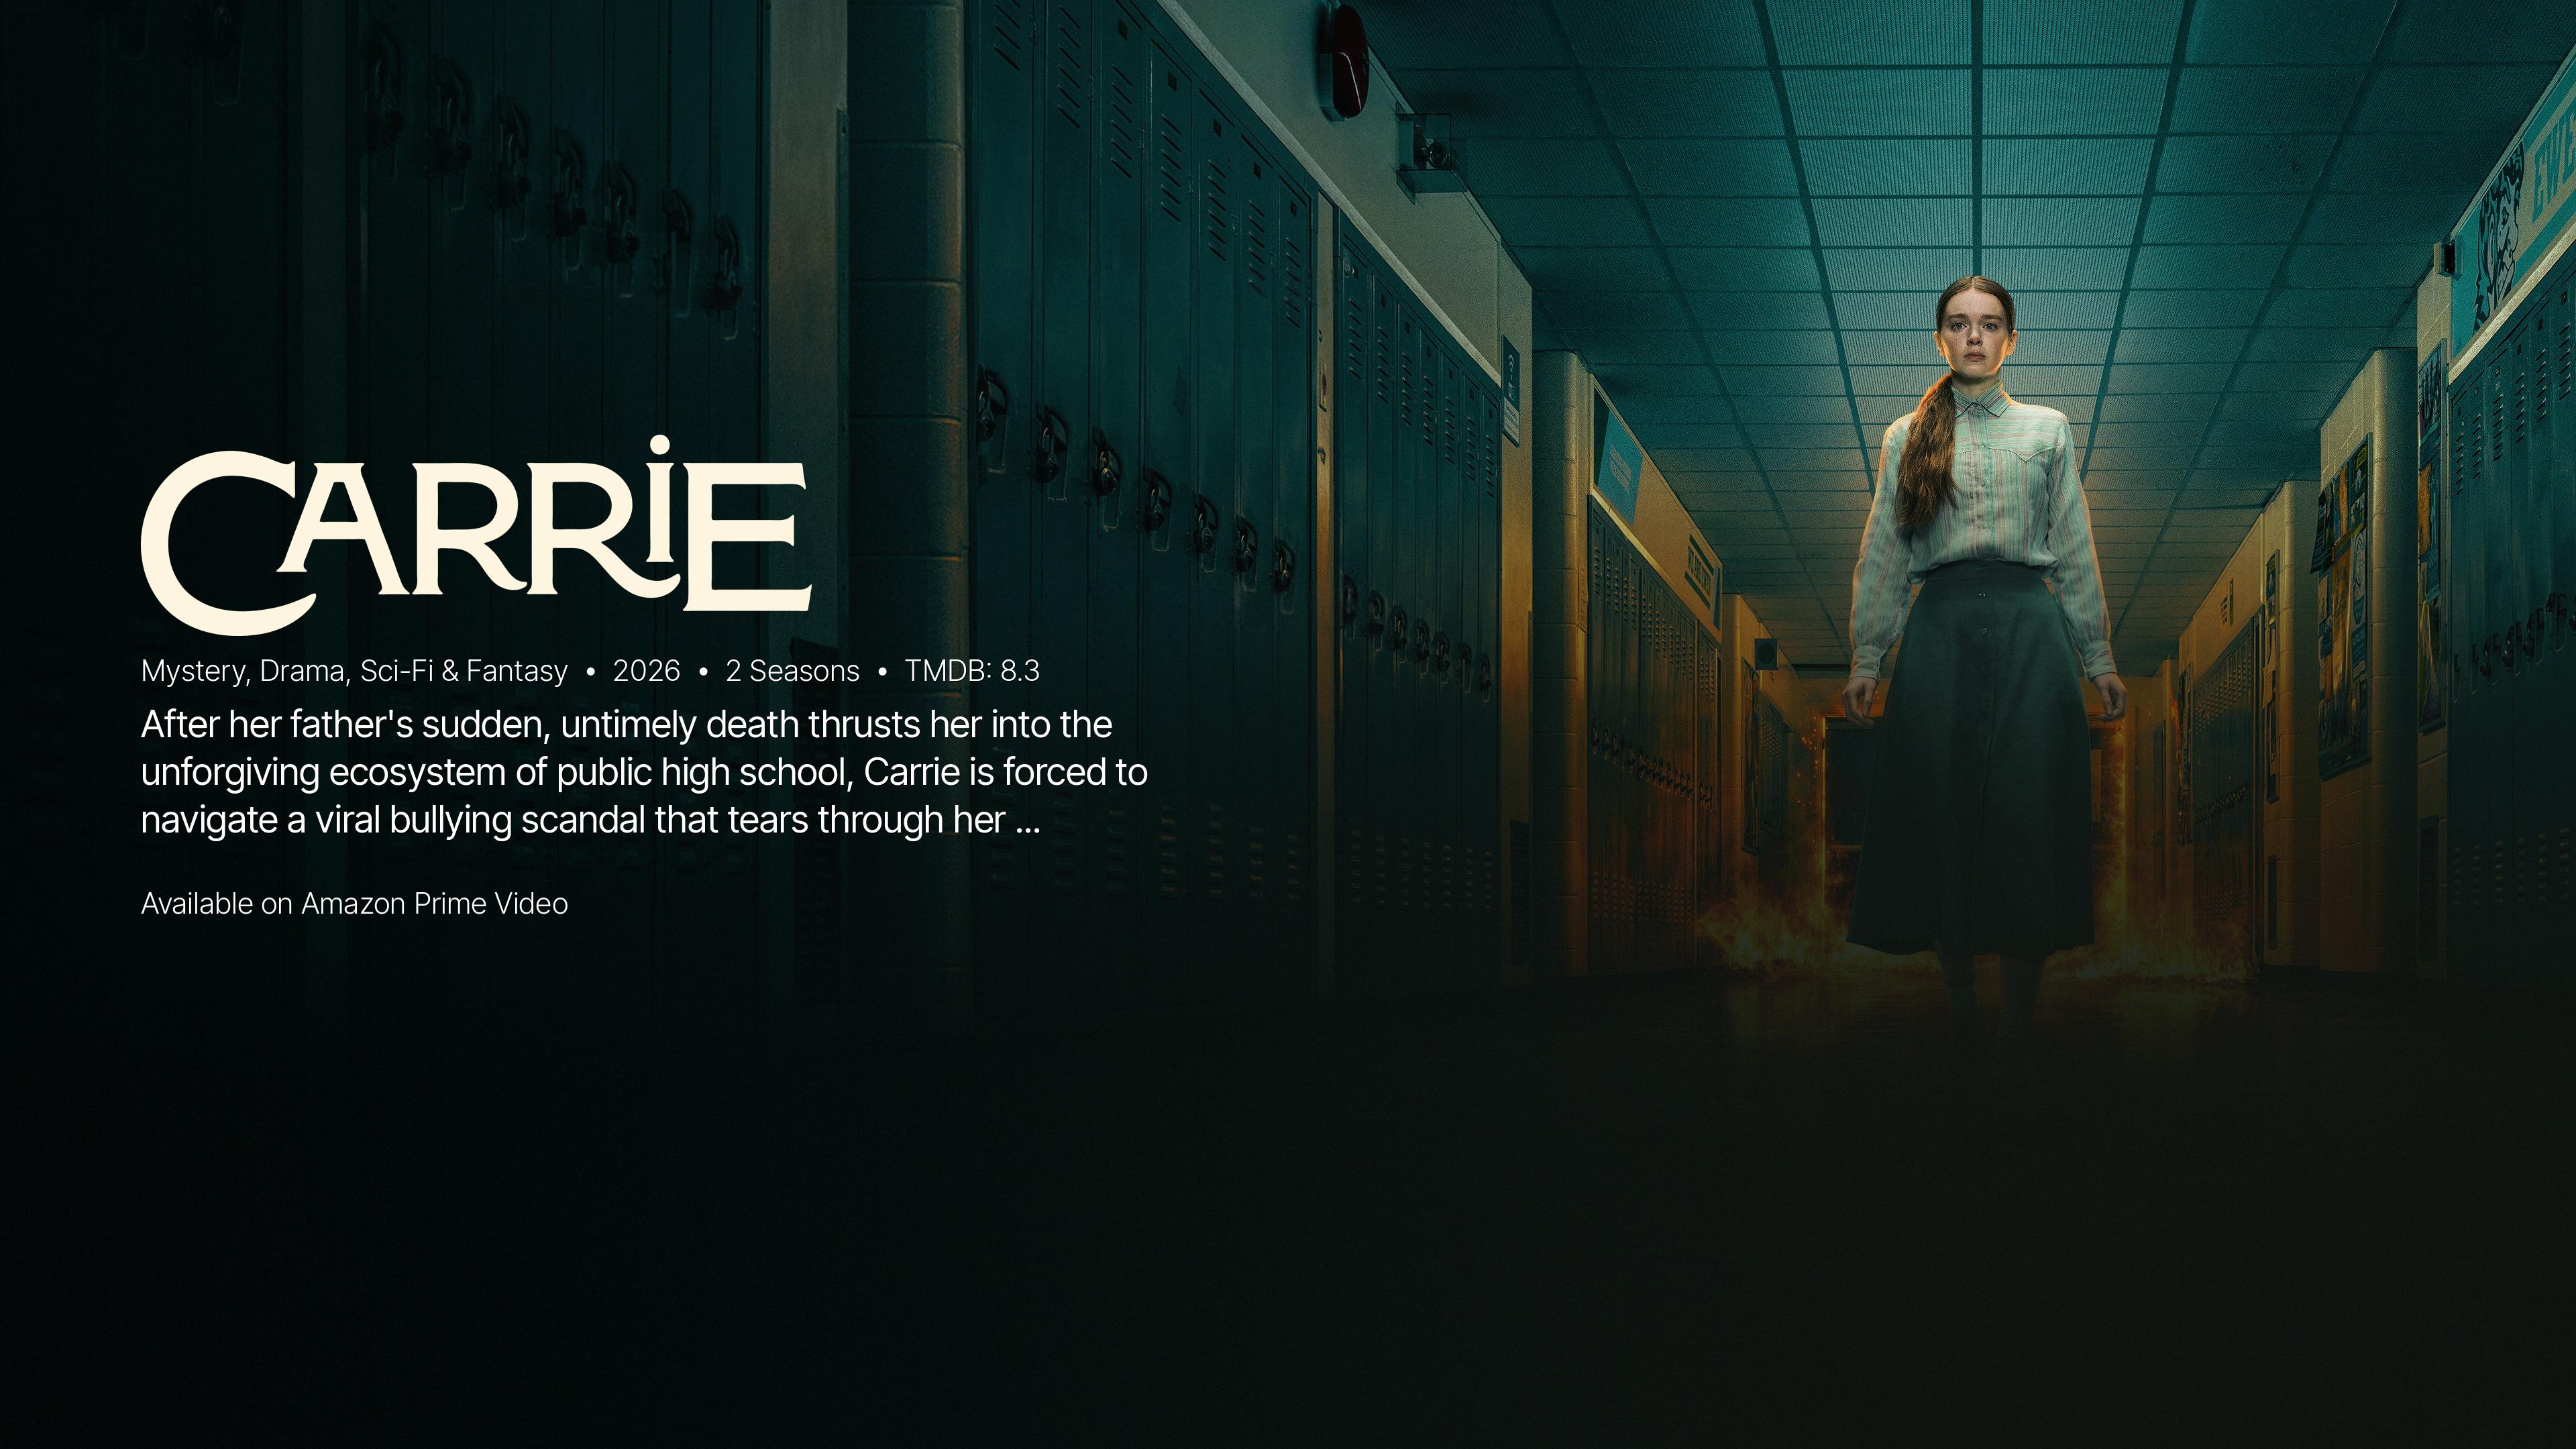 CARRiE
Mystery, Drama, Sci-Fi & Fantasy • 2026 • 2 Seasons • TMDB: 8.3
After her father's sudden, untimely death thrusts her into the
unforgiving ecosystem of public high school, Carrie is forced to
navigate a viral bullying scandal that tears through her ...
Available on Amazon Prime Video